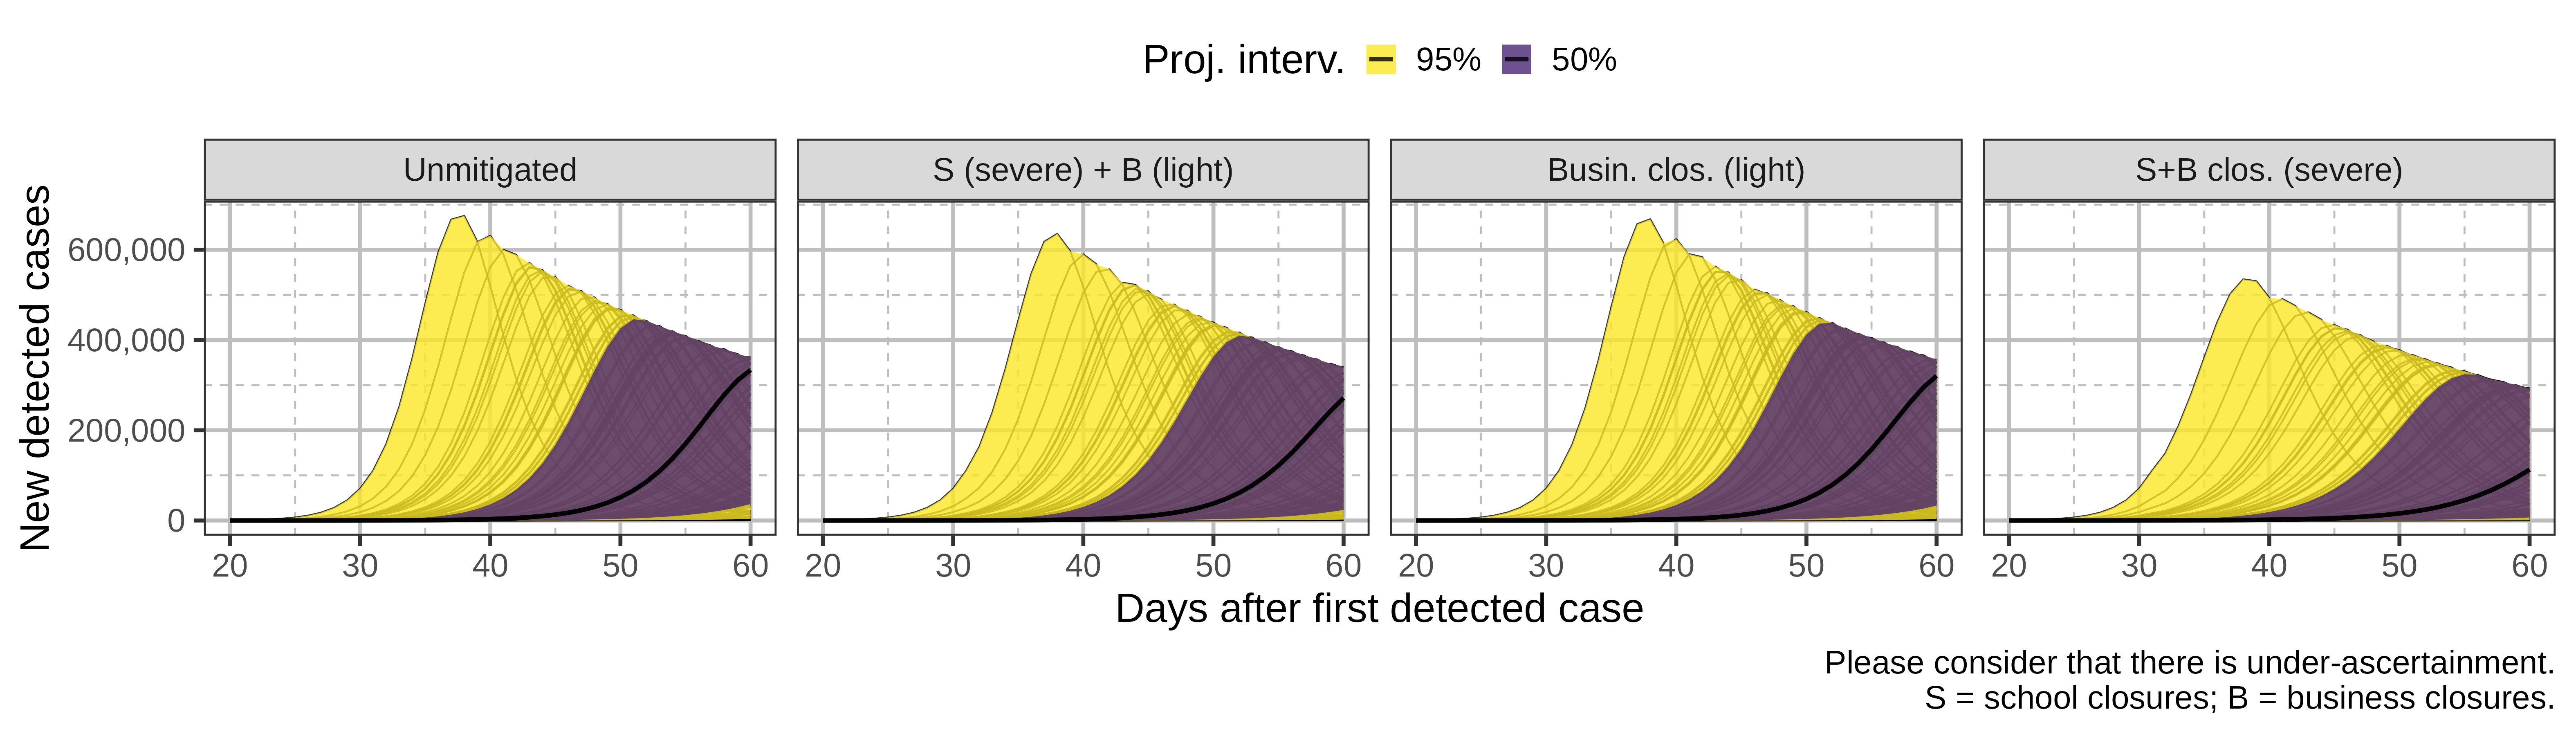 Proj. interv. 95% 50%
Unmitigated
S (severe) + B (light)
Busin. clos. (light)
S+B clos. (severe)
New detected cases
600,000
400,000
200,000
0
20 30 40 50 60
20 30 40 50 60
20 30 40 50 60
20 30 40 50 60
Days after first detected case
Please consider that there is under-ascertainment.
S = school closures; B = business closures.